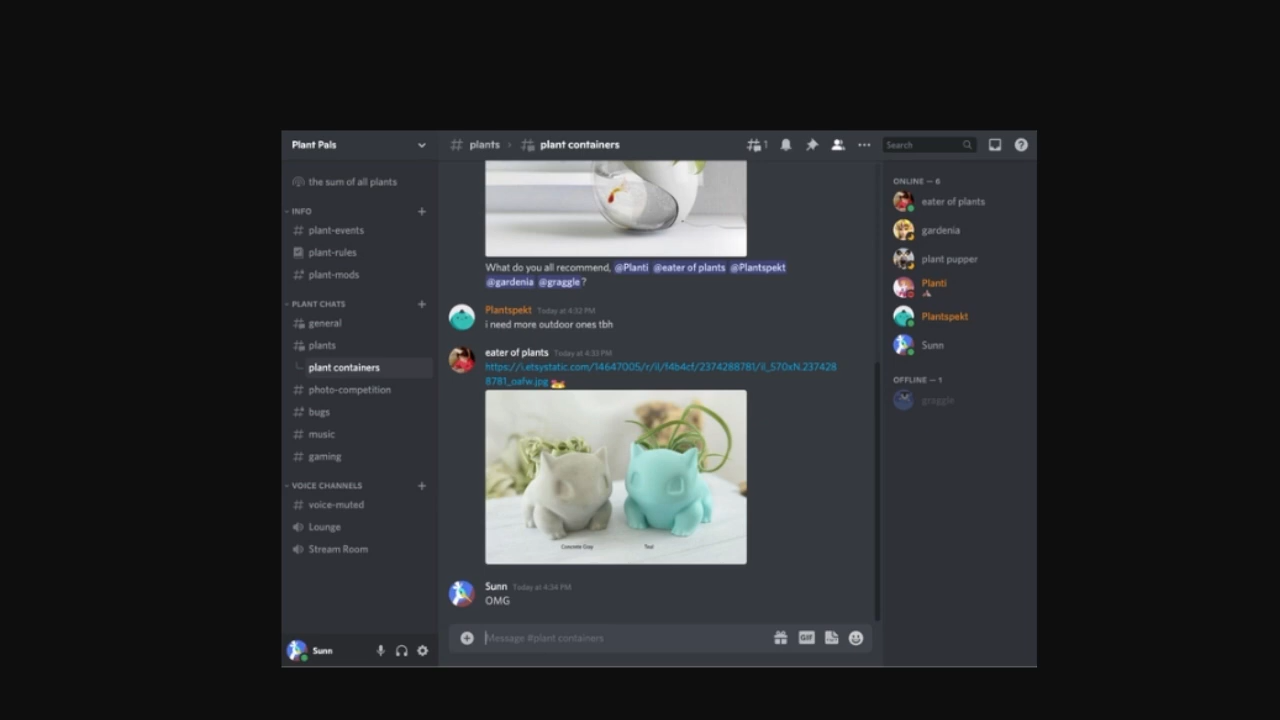 Plant Pals
the sum of all plants
INFO
plant-events
plant-rules
plant-mods
PLANT CHATS
general
plants
plant containers
photo-competition
bugs
music
gaming
VOICE CHANNELS
voice-muted
Lounge
Stream Room
Sunn
plants > plant containers
1
Search
What do you all recommend, @Planti @eater of plants @Plantspekt
@gardenia @graggle ?
Plantspekt Today at 4:32 PM
i need more outdoor ones tbh
eater of plants Today at 4:33 PM
https://i.etsystatic.com/14647005/r/il/f4b4cf/2374288781/il_570xN.237428
8781_oafw.jpg
Concrete Gray
Teal
Sunn Today at 4:34 PM
OMG
Message #plant containers
GIF
ONLINE — 6
eater of plants
gardenia
plant pupper
Planti
Plantspekt
Sunn
OFFLINE — 1
graggle